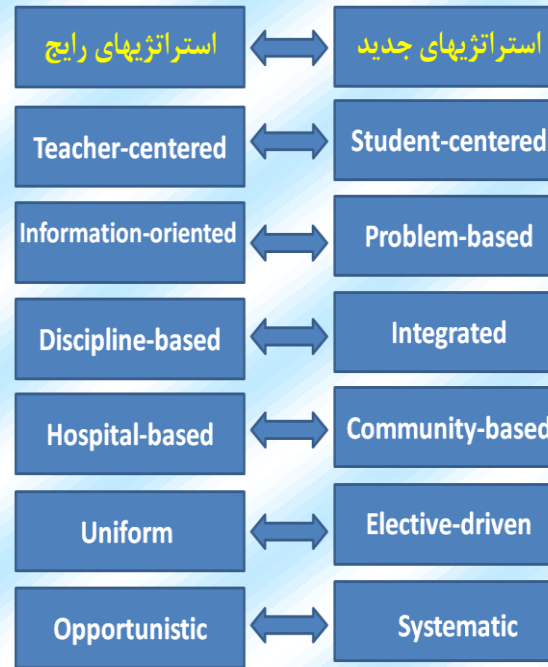 استراتژیهای رایج
استراتژیهای جدید
Teacher-centered
Student-centered
Information-oriented
Problem-based
Discipline-based
Integrated
Hospital-based
Community-based
Uniform
Elective-driven
Opportunistic
Systematic